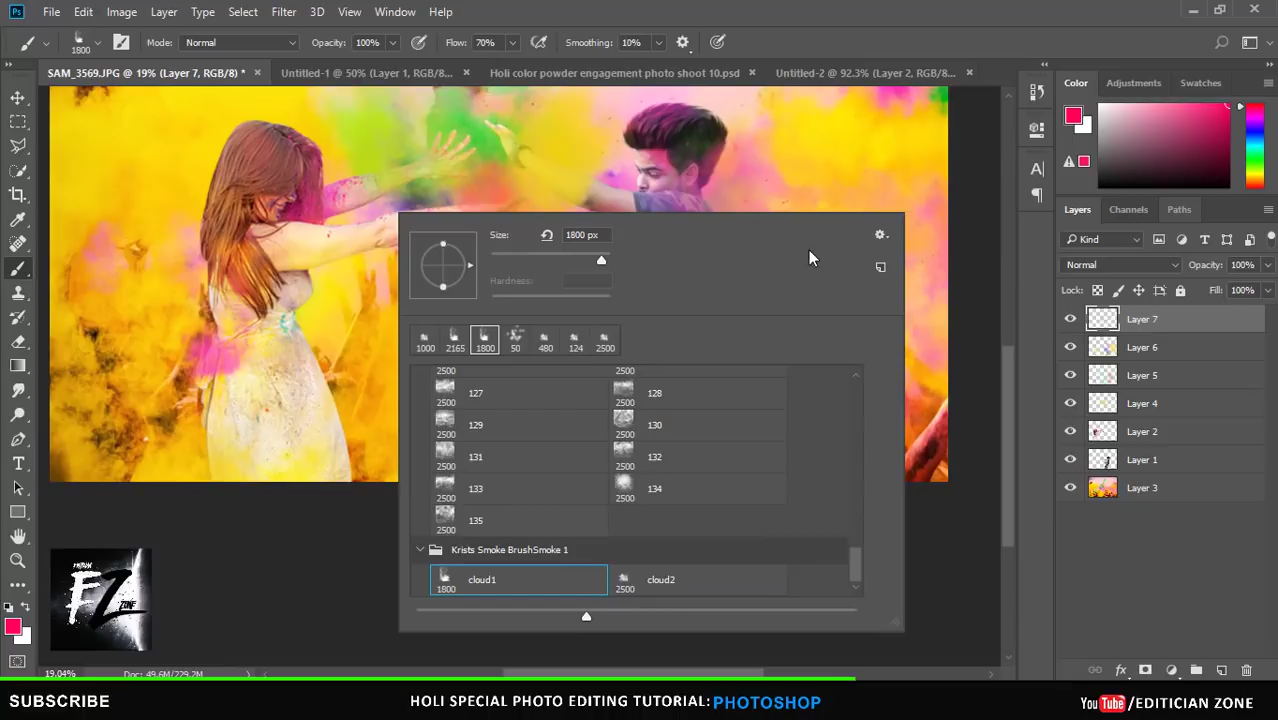 Ps File Edit Image Layer Type Select Filter 3D View Window Help
1800 Mode: Normal Opacity: 100% Flow: 70% Smoothing: 10%
SAM_3569.JPG @ 19% (Layer 7, RGB/8) * Untitled-1 @ 50% (Layer 1, RGB/8... Holi color powder engagement photo shoot 10.psd Untitled-2 @ 92.3% (Layer 2, RGB/8...
Color Adjustments Swatches
Layers Channels Paths
Kind
Normal Opacity: 100%
Lock: Fill: 100%
Layer 7
Layer 6
Layer 5
Layer 4
Layer 2
Layer 1
Layer 3
Size: 1800 px
Hardness:
1000 2165 1800 50 480 124 2500
2500 2500
127 128
2500 2500
129 130
2500 2500
131 132
2500 2500
133 134
2500 2500
135
2500
Krists Smoke BrushSmoke 1
cloud1 cloud2
1800 2500
FZ
ZONE
19.04% Doc: 49.6M/229.2M
SUBSCRIBE HOLI SPECIAL PHOTO EDITING TUTORIAL: PHOTOSHOP YouTube /EDITICIAN ZONE